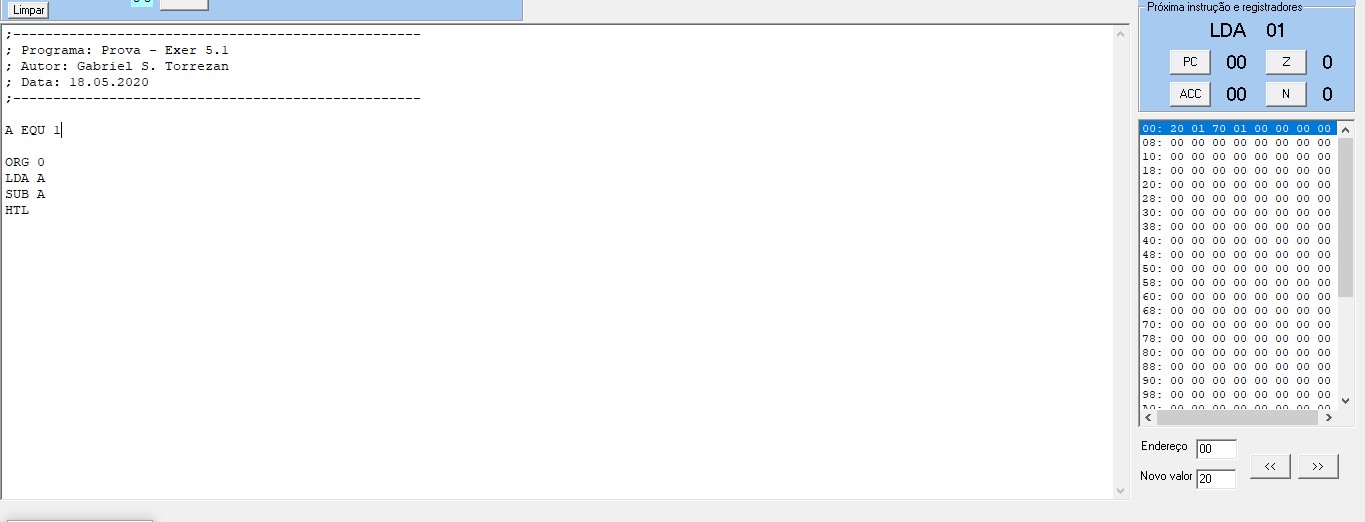 Limpar
;---------------------------------------------------
; Programa: Prova - Exer 5.1
; Autor: Gabriel S. Torrezan
; Data: 18.05.2020
;---------------------------------------------------
A EQU 1
ORG 0
LDA A
SUB A
HTL
Próxima instrução e registradores
LDA 01
PC 00 Z 0
ACC 00 N 0
00: 20 01 70 01 00 00 00 00
08: 00 00 00 00 00 00 00 00
10: 00 00 00 00 00 00 00 00
18: 00 00 00 00 00 00 00 00
20: 00 00 00 00 00 00 00 00
28: 00 00 00 00 00 00 00 00
30: 00 00 00 00 00 00 00 00
38: 00 00 00 00 00 00 00 00
40: 00 00 00 00 00 00 00 00
48: 00 00 00 00 00 00 00 00
50: 00 00 00 00 00 00 00 00
58: 00 00 00 00 00 00 00 00
60: 00 00 00 00 00 00 00 00
68: 00 00 00 00 00 00 00 00
70: 00 00 00 00 00 00 00 00
78: 00 00 00 00 00 00 00 00
80: 00 00 00 00 00 00 00 00
88: 00 00 00 00 00 00 00 00
90: 00 00 00 00 00 00 00 00
98: 00 00 00 00 00 00 00 00
Endereço 00
<< >>
Novo valor 20